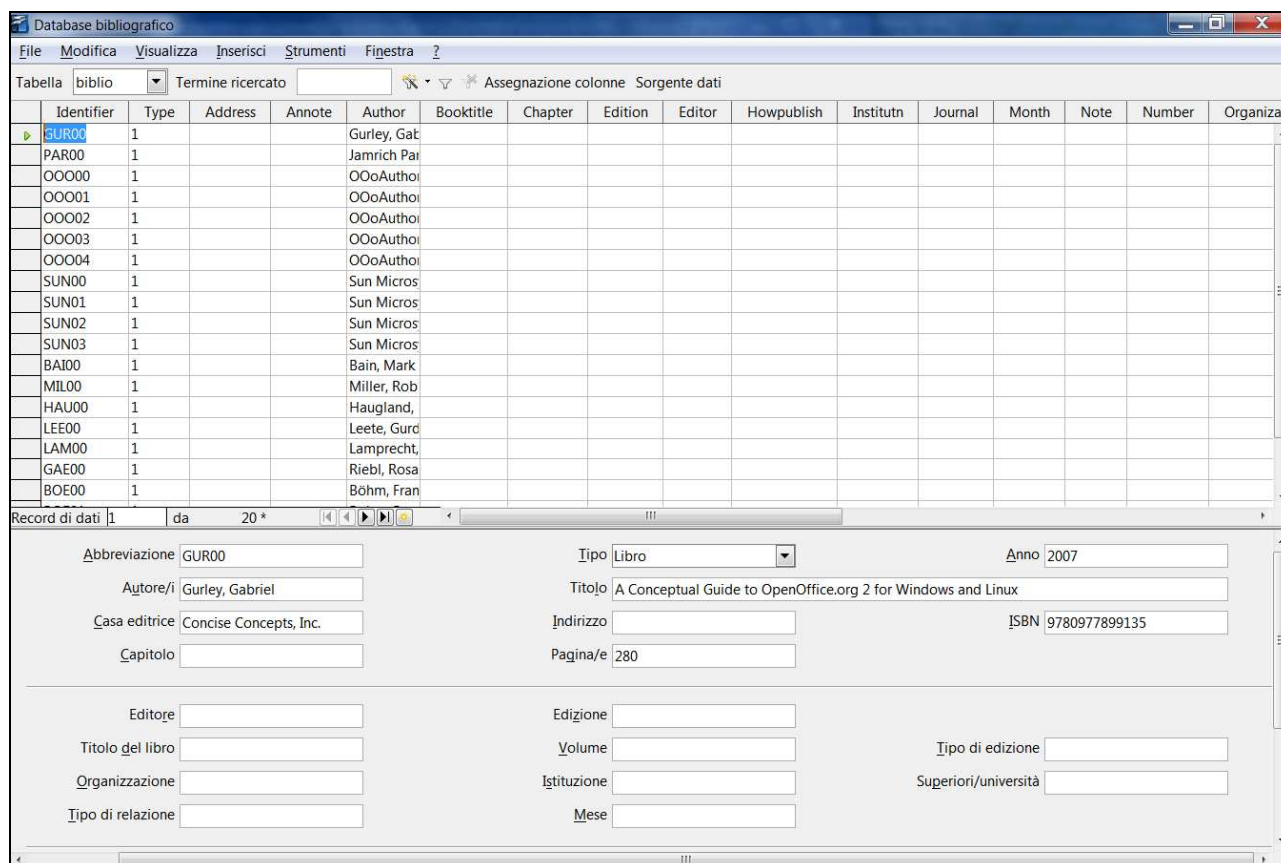 Database bibliografico
File Modifica Visualizza Inserisci Strumenti Finestra ?
Tabella biblio Termine ricercato Assegnazione colonne Sorgente dati
Identifier Type Address Annote Author Booktitle Chapter Edition Editor Howpublish Institutn Journal Month Note Number Organiza
GUR00 1 Gurley, Gab
PAR00 1 Jamrich Par
OOO00 1 OOoAuthor
OOO01 1 OOoAuthor
OOO02 1 OOoAuthor
OOO03 1 OOoAuthor
OOO04 1 OOoAuthor
SUN00 1 Sun Micros
SUN01 1 Sun Micros
SUN02 1 Sun Micros
SUN03 1 Sun Micros
BAI00 1 Bain, Mark
MIL00 1 Miller, Rob
HAU00 1 Haugland,
LEE00 1 Leete, Gurd
LAM00 1 Lamprecht,
GAE00 1 Riebl, Rosa
BOE00 1 Böhm, Fran
Record di dati 1 da 20 *
Abbreviazione GUR00 Tipo Libro Anno 2007
Autore/i Gurley, Gabriel Titolo A Conceptual Guide to OpenOffice.org 2 for Windows and Linux
Casa editrice Concise Concepts, Inc. Indirizzo ISBN 9780977899135
Capitolo Pagina/e 280
Editore Edizione
Titolo del libro Volume Tipo di edizione
Organizzazione Istituzione Superiori/università
Tipo di relazione Mese